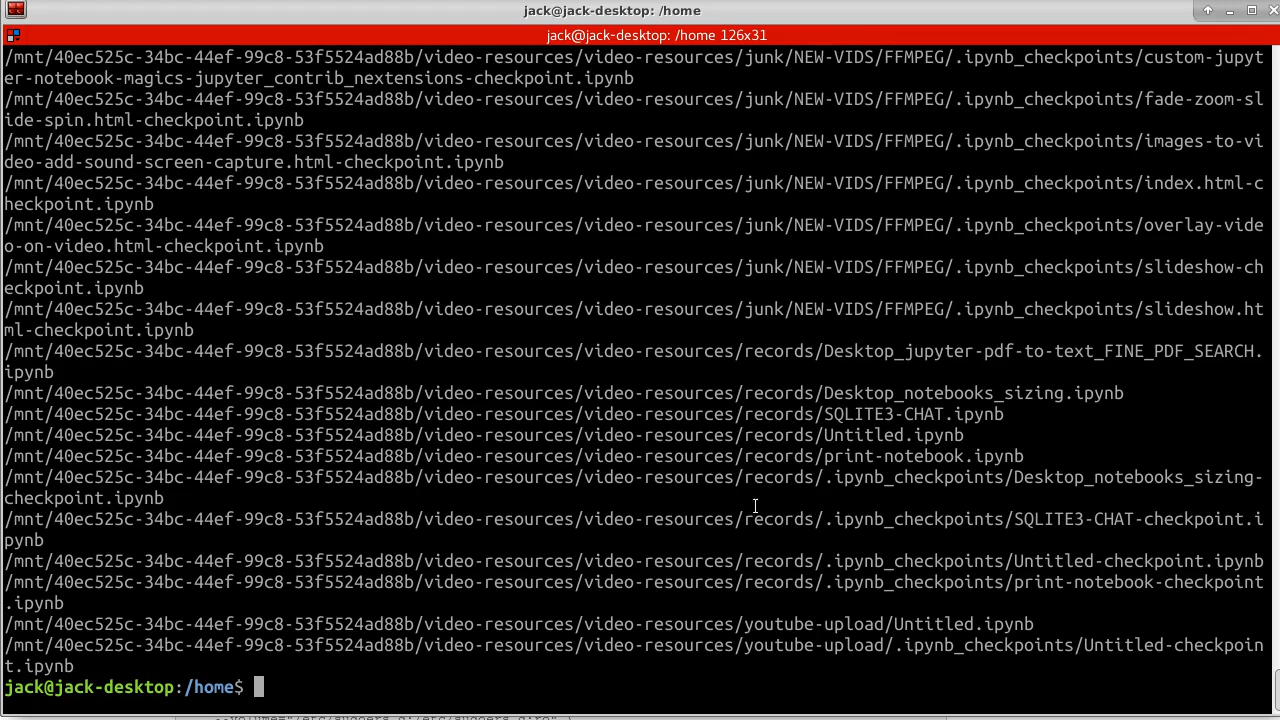 jack@jack-desktop: /home
jack@jack-desktop: /home 126x31
/mnt/40ec525c-34bc-44ef-99c8-53f5524ad88b/video-resources/video-resources/junk/NEW-VIDS/FFMPEG/.ipynb_checkpoints/custom-jupyt
er-notebook-magics-jupyter_contrib_nextensions-checkpoint.ipynb
/mnt/40ec525c-34bc-44ef-99c8-53f5524ad88b/video-resources/video-resources/junk/NEW-VIDS/FFMPEG/.ipynb_checkpoints/fade-zoom-sl
ide-spin.html-checkpoint.ipynb
/mnt/40ec525c-34bc-44ef-99c8-53f5524ad88b/video-resources/video-resources/junk/NEW-VIDS/FFMPEG/.ipynb_checkpoints/images-to-vi
deo-add-sound-screen-capture.html-checkpoint.ipynb
/mnt/40ec525c-34bc-44ef-99c8-53f5524ad88b/video-resources/video-resources/junk/NEW-VIDS/FFMPEG/.ipynb_checkpoints/index.html-c
heckpoint.ipynb
/mnt/40ec525c-34bc-44ef-99c8-53f5524ad88b/video-resources/video-resources/junk/NEW-VIDS/FFMPEG/.ipynb_checkpoints/overlay-vide
o-on-video.html-checkpoint.ipynb
/mnt/40ec525c-34bc-44ef-99c8-53f5524ad88b/video-resources/video-resources/junk/NEW-VIDS/FFMPEG/.ipynb_checkpoints/slideshow-ch
eckpoint.ipynb
/mnt/40ec525c-34bc-44ef-99c8-53f5524ad88b/video-resources/video-resources/junk/NEW-VIDS/FFMPEG/.ipynb_checkpoints/slideshow.ht
ml-checkpoint.ipynb
/mnt/40ec525c-34bc-44ef-99c8-53f5524ad88b/video-resources/video-resources/records/Desktop_jupyter-pdf-to-text_FINE_PDF_SEARCH.
ipynb
/mnt/40ec525c-34bc-44ef-99c8-53f5524ad88b/video-resources/video-resources/records/Desktop_notebooks_sizing.ipynb
/mnt/40ec525c-34bc-44ef-99c8-53f5524ad88b/video-resources/video-resources/records/SQLITE3-CHAT.ipynb
/mnt/40ec525c-34bc-44ef-99c8-53f5524ad88b/video-resources/video-resources/records/Untitled.ipynb
/mnt/40ec525c-34bc-44ef-99c8-53f5524ad88b/video-resources/video-resources/records/print-notebook.ipynb
/mnt/40ec525c-34bc-44ef-99c8-53f5524ad88b/video-resources/video-resources/records/.ipynb_checkpoints/Desktop_notebooks_sizing-
checkpoint.ipynb
/mnt/40ec525c-34bc-44ef-99c8-53f5524ad88b/video-resources/video-resources/records/.ipynb_checkpoints/SQLITE3-CHAT-checkpoint.i
pynb
/mnt/40ec525c-34bc-44ef-99c8-53f5524ad88b/video-resources/video-resources/records/.ipynb_checkpoints/Untitled-checkpoint.ipynb
/mnt/40ec525c-34bc-44ef-99c8-53f5524ad88b/video-resources/video-resources/records/.ipynb_checkpoints/print-notebook-checkpoint
.ipynb
/mnt/40ec525c-34bc-44ef-99c8-53f5524ad88b/video-resources/video-resources/youtube-upload/Untitled.ipynb
/mnt/40ec525c-34bc-44ef-99c8-53f5524ad88b/video-resources/video-resources/youtube-upload/.ipynb_checkpoints/Untitled-checkpoin
t.ipynb
jack@jack-desktop:/home$